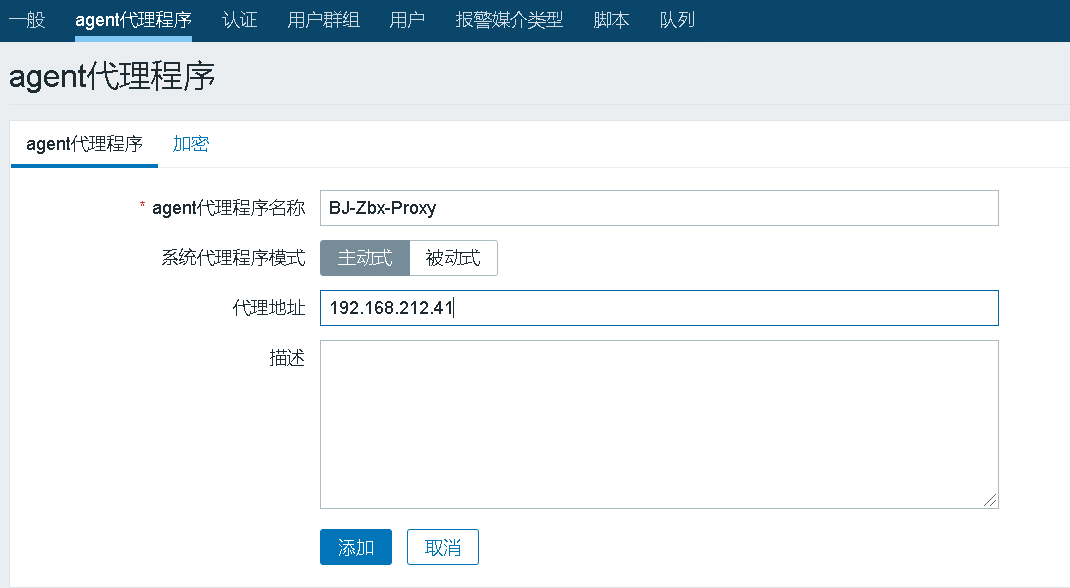 一般 agent代理程序 认证 用户群组 用户 报警媒介类型 脚本 队列
agent代理程序
agent代理程序 加密
* agent代理程序名称 BJ-Zbx-Proxy
系统代理程序模式 主动式 被动式
代理地址 192.168.212.41
描述
添加 取消